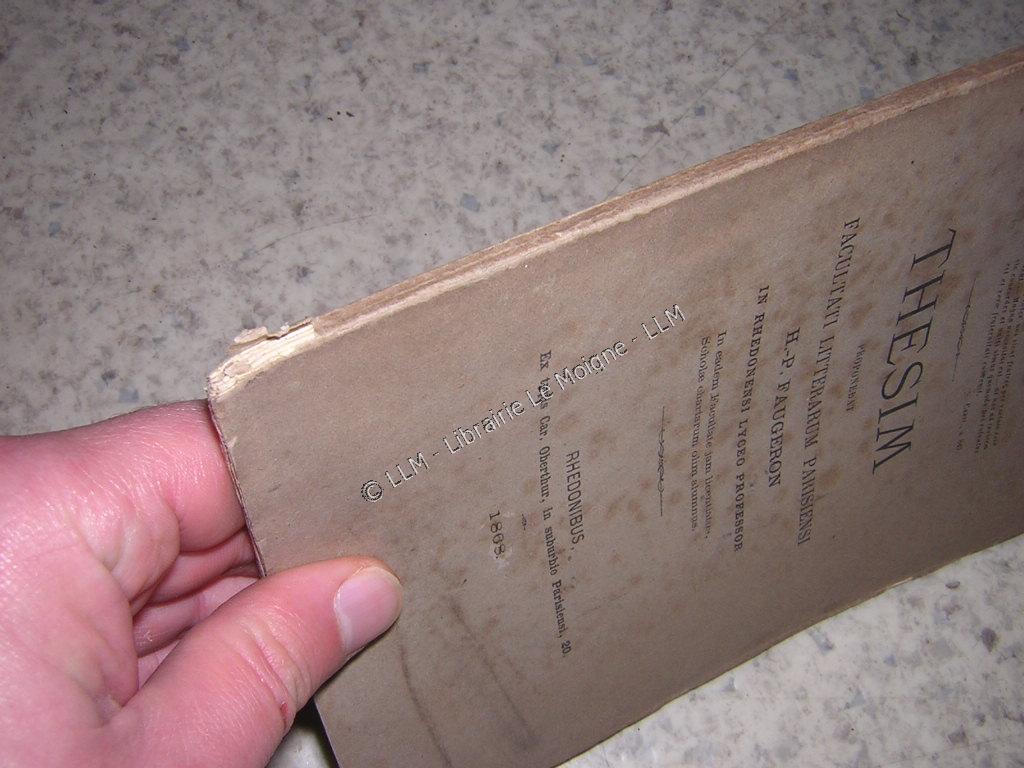 THESIM
PROPONEBAT
FACULTATI LITTERARUM PARISIENSI
H.-P. FAUGERON
IN RHEDONENSI LYCEO PROFESSOR
In eadem Facultate jam licentiatus,
Scholæ chartarum olim alumnus.
RHEDONIBUS,
Ex typis Car. Oberthur, in suburbio Parisiensi, 20.
1868.
© LLM - Librairie Le Moigne - LLM